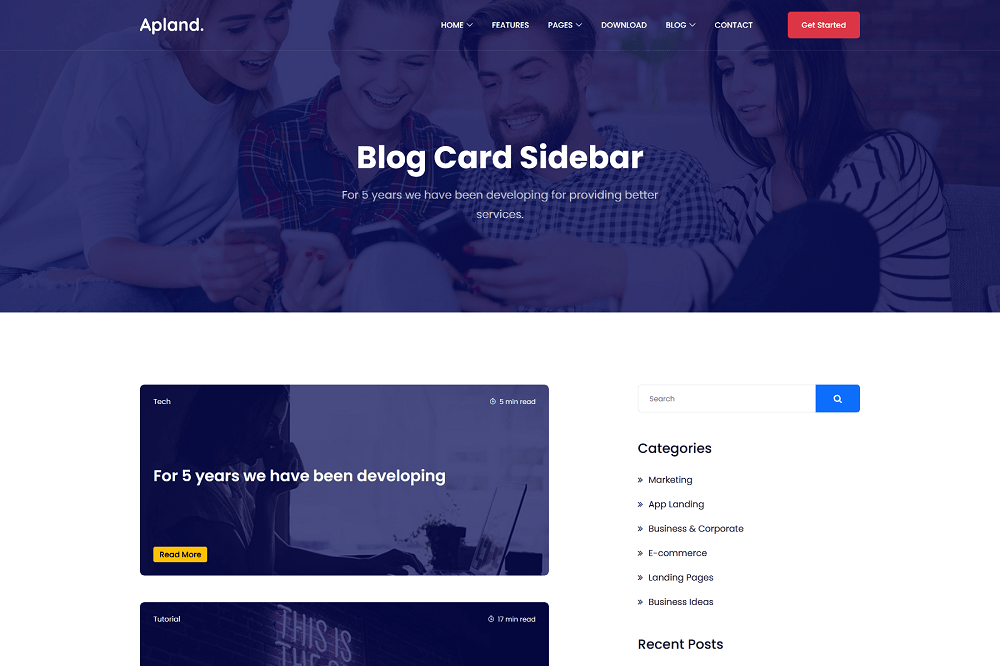 Apland.
HOME FEATURES PAGES DOWNLOAD BLOG CONTACT Get Started
Blog Card Sidebar
For 5 years we have been developing for providing better
services.
Tech 5 min read
For 5 years we have been developing
Read More
Tutorial 17 min read
THIS IS
Search
Categories
» Marketing
» App Landing
» Business & Corporate
» E-commerce
» Landing Pages
» Business Ideas
Recent Posts